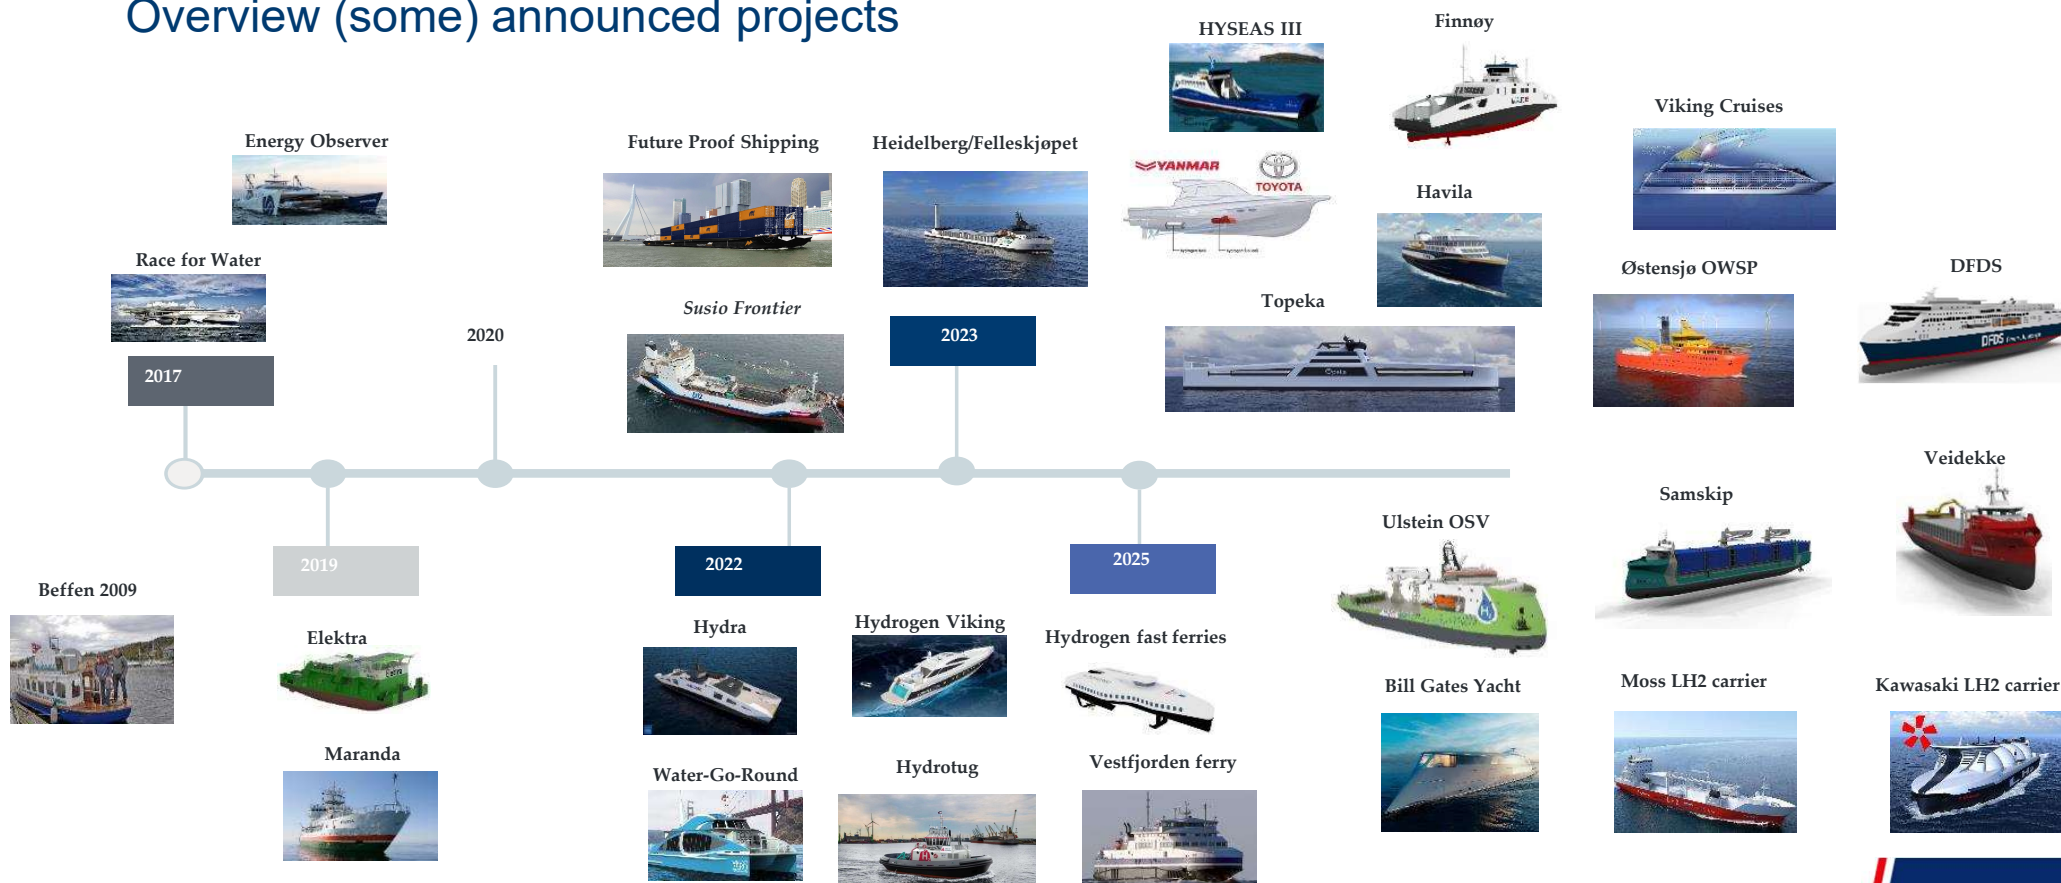 Overview (some) announced projects
HYSEAS III
Finnøy
Viking Cruises
Energy Observer
Future Proof Shipping
Heidelberg/Felleskjøpet
YANMAR
TOYOTA
Havila
Race for Water
Østensjø OWSP
DFDS
Susio Frontier
Topeka
2020
2023
2017
DFDS
Veidekke
Samskip
Ulstein OSV
2019
2022
2025
Beffen 2009
Elektra
Hydra
Hydrogen Viking
Hydrogen fast ferries
Bill Gates Yacht
Moss LH2 carrier
Kawasaki LH2 carrier
Maranda
Water-Go-Round
Hydrotug
Vestfjorden ferry